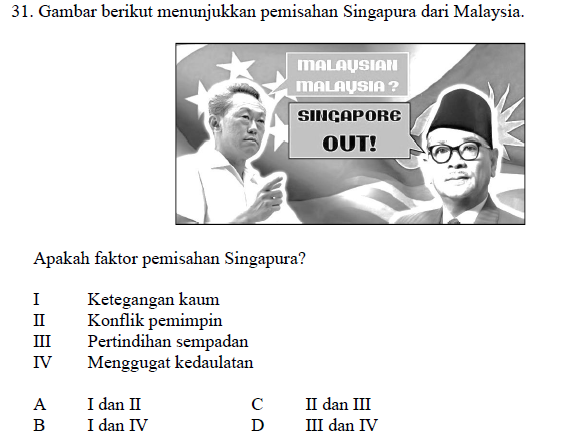 31. Gambar berikut menunjukkan pemisahan Singapura dari Malaysia.
MALAYSIAN
MALAYSIA ?
SINGAPORE
OUT!
Apakah faktor pemisahan Singapura?
I Ketegangan kaum
II Konflik pemimpin
III Pertindihan sempadan
IV Menggugat kedaulatan
A I dan II C II dan III
B I dan IV D III dan IV